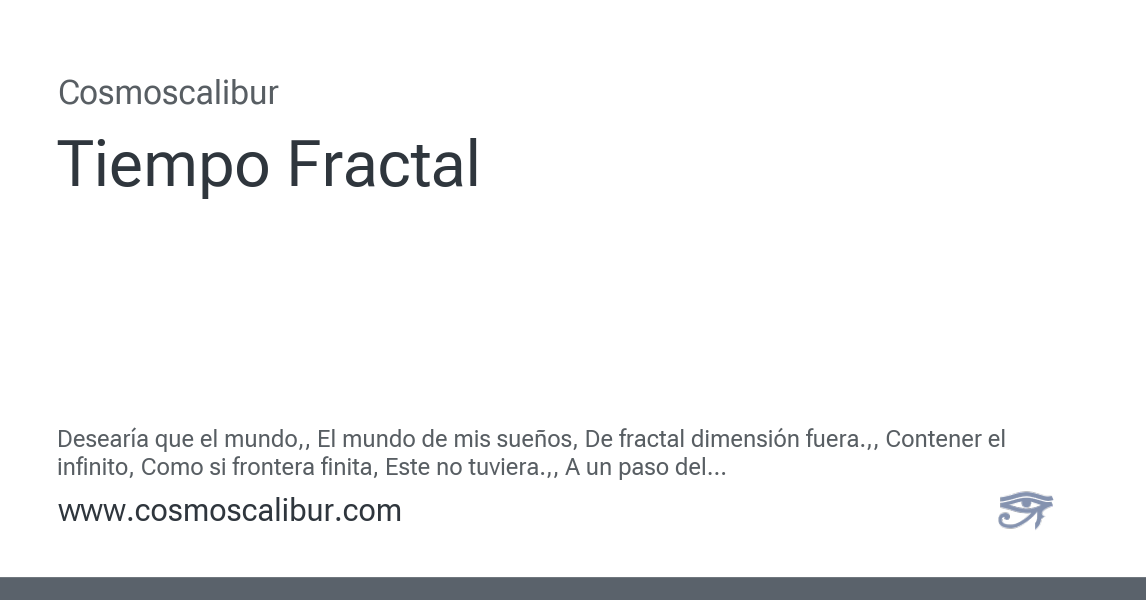 Cosmoscalibur
Tiempo Fractal
Desearía que el mundo,, El mundo de mis sueños, De fractal dimensión fuera.,, Contener el
infinito, Como si frontera finita, Este no tuviera.,, A un paso del...
www.cosmoscalibur.com